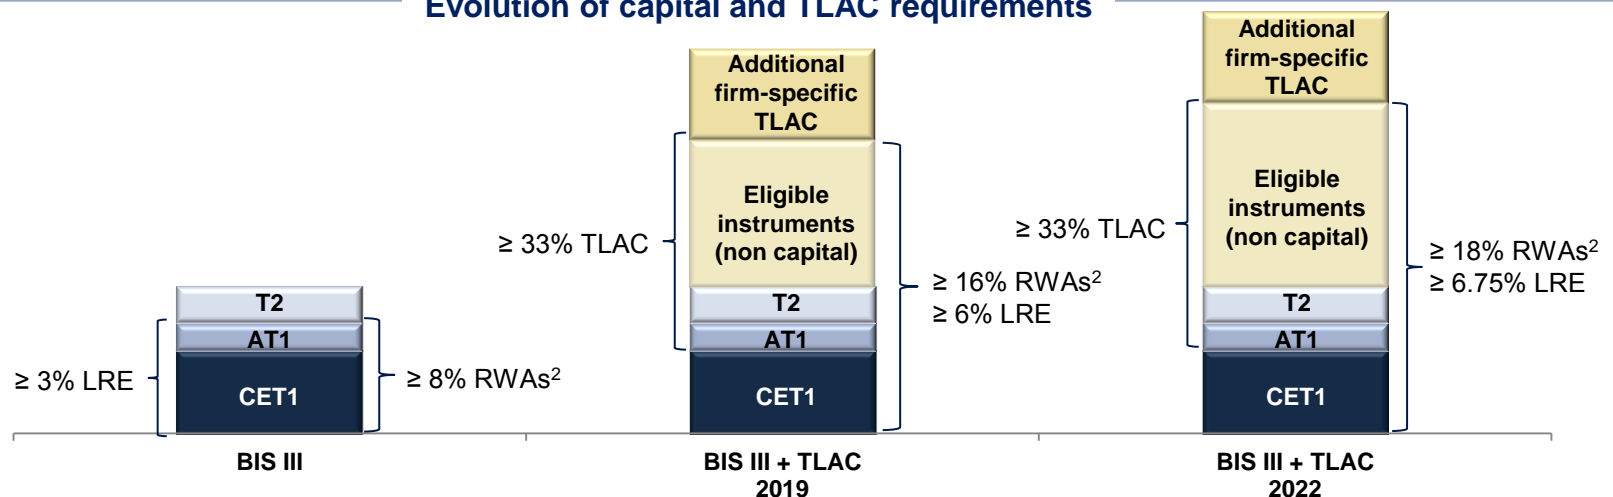 Evolution of capital and TLAC requirements
T2
AT1
CET1
≥ 3% LRE
≥ 8% RWAs²
BIS III
Additional
firm-specific
TLAC
Eligible
instruments
(non capital)
T2
AT1
CET1
≥ 33% TLAC
≥ 16% RWAs²
≥ 6% LRE
BIS III + TLAC
2019
Additional
firm-specific
TLAC
Eligible
instruments
(non capital)
T2
AT1
CET1
≥ 33% TLAC
≥ 18% RWAs²
≥ 6.75% LRE
BIS III + TLAC
2022